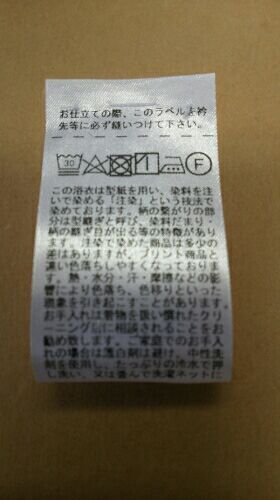 お仕立ての際、このラベルを衿
先等に必ず縫いつけて下さい。
30 F
この浴衣は型紙を用い、染料を注
いで染める「注染」という技法で
染めております。柄の繋がりの部
分は型継ぎと呼び、染料だまり、
柄の継ぎ目が出る等の特徴があり
ます。注染で染めた商品は多少の
差はありますが、プリント商品と
違い色落ちしやすくなっておりま
す。熱・水分・汗・摩擦などの影
響により色落ち、色移りといった
現象を引き起こすことがあります。
お手入れは着物を扱い慣れたクリ
ーニング店に相談されることをお
勧め致します。ご家庭でのお手入
れの場合は漂白剤は避け、中性洗
剤を使用し、たっぷりの冷水で押
し洗い、又は畳んで洗濯ネットに